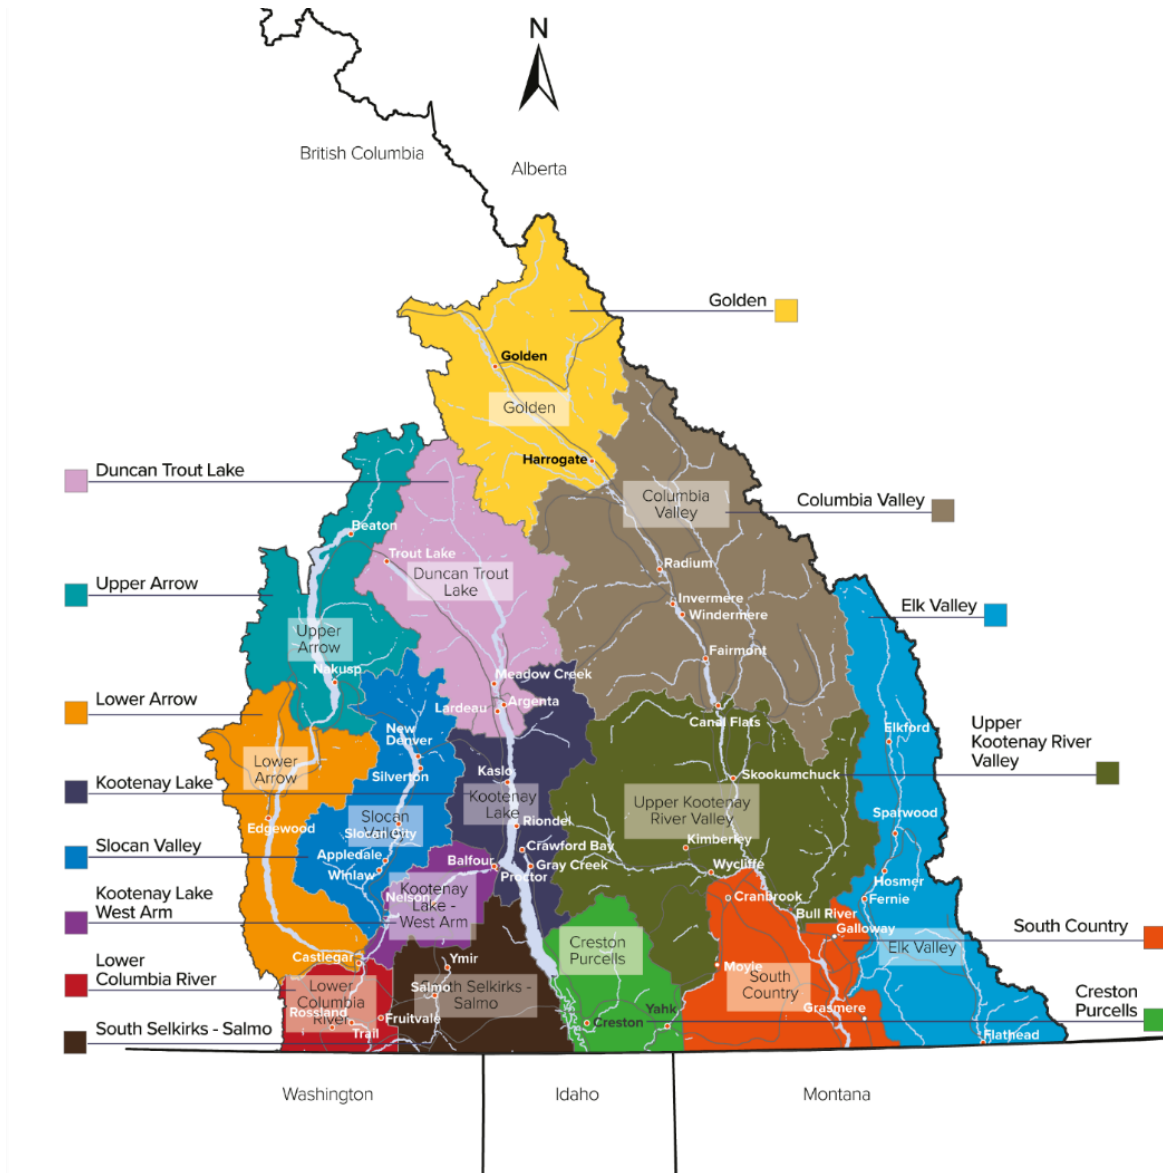 N
British Columbia
Alberta
Golden
Golden
Golden
Harrogate
Duncan Trout Lake
Columbia
Valley
Columbia Valley
Beaton
Trout Lake
Duncan Trout
Lake
Radium
Upper Arrow
Invermere
Windermere
Elk Valley
Upper
Arrow
Fairmont
Nakusp
Meadow Creek
Argenta
Lardeau
Lower Arrow
Canal Flats
New
Denver
Elkford
Upper
Kootenay River
Valley
Lower
Arrow
Silverton
Kaslo
Skookumchuck
Kootenay Lake
Kootenay
Lake
Upper Kootenay
River Valley
Edgewood
Slocan
Valley
Slocan City
Riondel
Sparwood
Kimberley
Slocan Valley
Appledale
Winlaw
Balfour
Crawford Bay
Gray Creek
Proctor
Wycliffe
Hosmer
Fernie
Kootenay Lake
West Arm
Kootenay
Lake -
West Arm
Nelson
Cranbrook
Bull River
Galloway
South Country
Elk Valley
Creston
Purcells
Castlegar
Ymir
Moyie
Lower
Columbia River
Lower
Columbia
River
Salmo
South Selkirks -
Salmo
South
Country
Creston
Purcells
Rossland
Fruitvale
Trail
Grasmere
Yahk
Creston
South Selkirks - Salmo
Flathead
Washington
Idaho
Montana